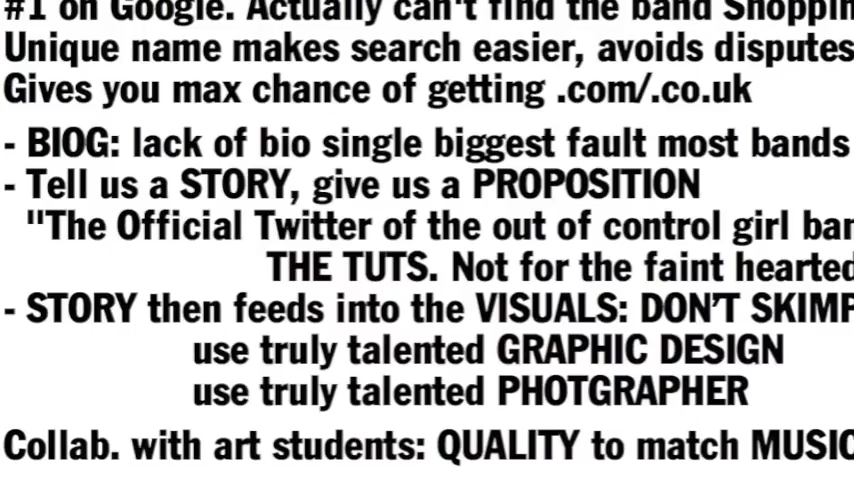 #1 on Google. Actually can't find the band Shoppin
Unique name makes search easier, avoids disputes
Gives you max chance of getting .com/.co.uk
- BIOG: lack of bio single biggest fault most bands
- Tell us a STORY, give us a PROPOSITION
"The Official Twitter of the out of control girl ban
THE TUTS. Not for the faint hearted
- STORY then feeds into the VISUALS: DON'T SKIMP
use truly talented GRAPHIC DESIGN
use truly talented PHOTGRAPHER
Collab. with art students: QUALITY to match MUSIC